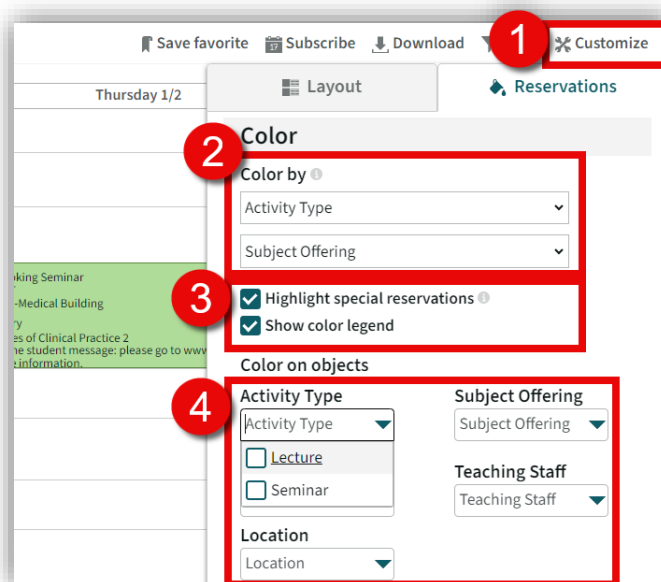 Save favorite Subscribe Download 1 Customize
Thursday 1/2
Layout Reservations
Color
2
Color by
Activity Type
Subject Offering
king Seminar
-Medical Building
ry
es of Clinical Practice 2
ne student message: please go to www
e information.
3
Highlight special reservations
Show color legend
Color on objects
4
Activity Type Subject Offering
Activity Type Subject Offering
Lecture
Seminar
Teaching Staff
Teaching Staff
Location
Location